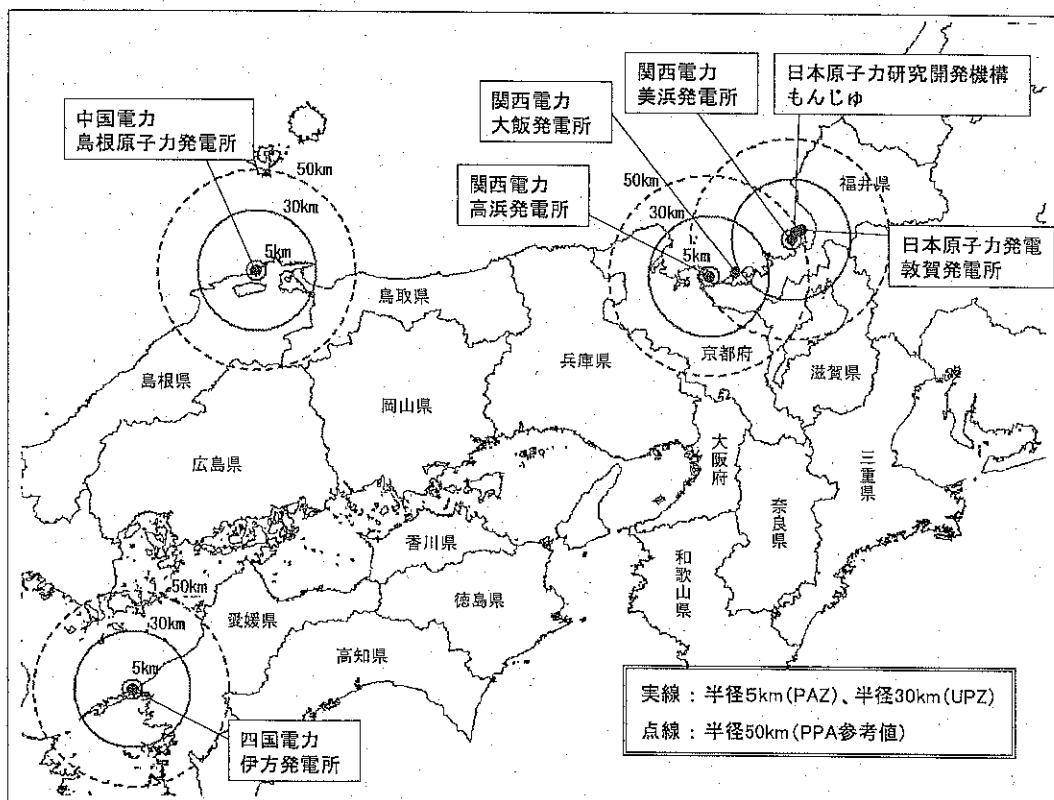 中国電力
島根原子力発電所
関西電力
大飯発電所
関西電力
美浜発電所
日本原子力研究開発機構
もんじゅ
関西電力
高浜発電所
日本原子力発電
敦賀発電所
50km
30km
5km
50km
30km
5km
福井県
鳥取県
島根県
岡山県
兵庫県
京都府
滋賀県
広島県
大阪府
奈良県
三重県
和歌山県
香川県
徳島県
愛媛県
高知県
50km
30km
5km
四国電力
伊方発電所
実線：半径5km(PAZ)、半径30km(UPZ)
点線：半径50km(PPA参考値)